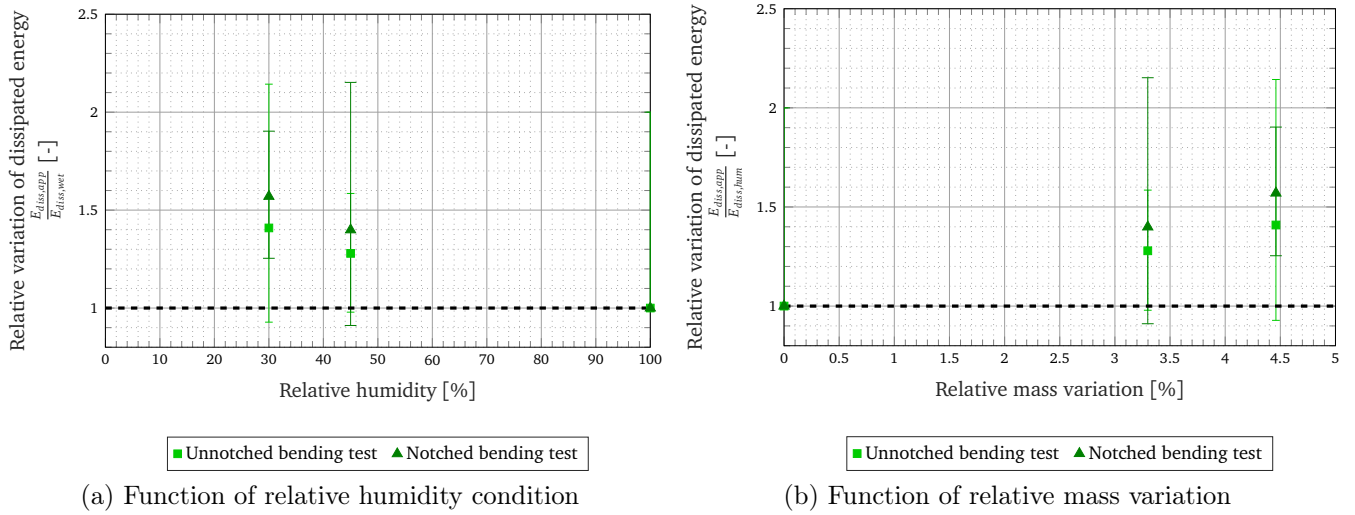 2.5
2
1.5
1
0 10 20 30 40 50 60 70 80 90 100
Relative humidity [%]
Relative variation of dissipated energy
E_diss,app / E_diss,wet [-]
Unnotched bending test Notched bending test
(a) Function of relative humidity condition
2.5
2
1.5
1
0 0.5 1 1.5 2 2.5 3 3.5 4 4.5 5
Relative mass variation [%]
Relative variation of dissipated energy
E_diss,app / E_diss,hum [-]
Unnotched bending test Notched bending test
(b) Function of relative mass variation